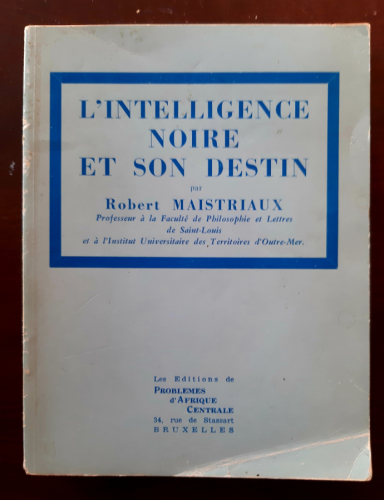 L'INTELLIGENCE
NOIRE
ET SON DESTIN
par
Robert MAISTRIAUX
Professeur à la Faculté de Philosophie et Lettres
de Saint-Louis
et à l'Institut Universitaire des Territoires d'Outre-Mer.
Les Editions de
PROBLEMES
d'AFRIQUE
CENTRALE
34, rue de Stassart
BRUXELLES